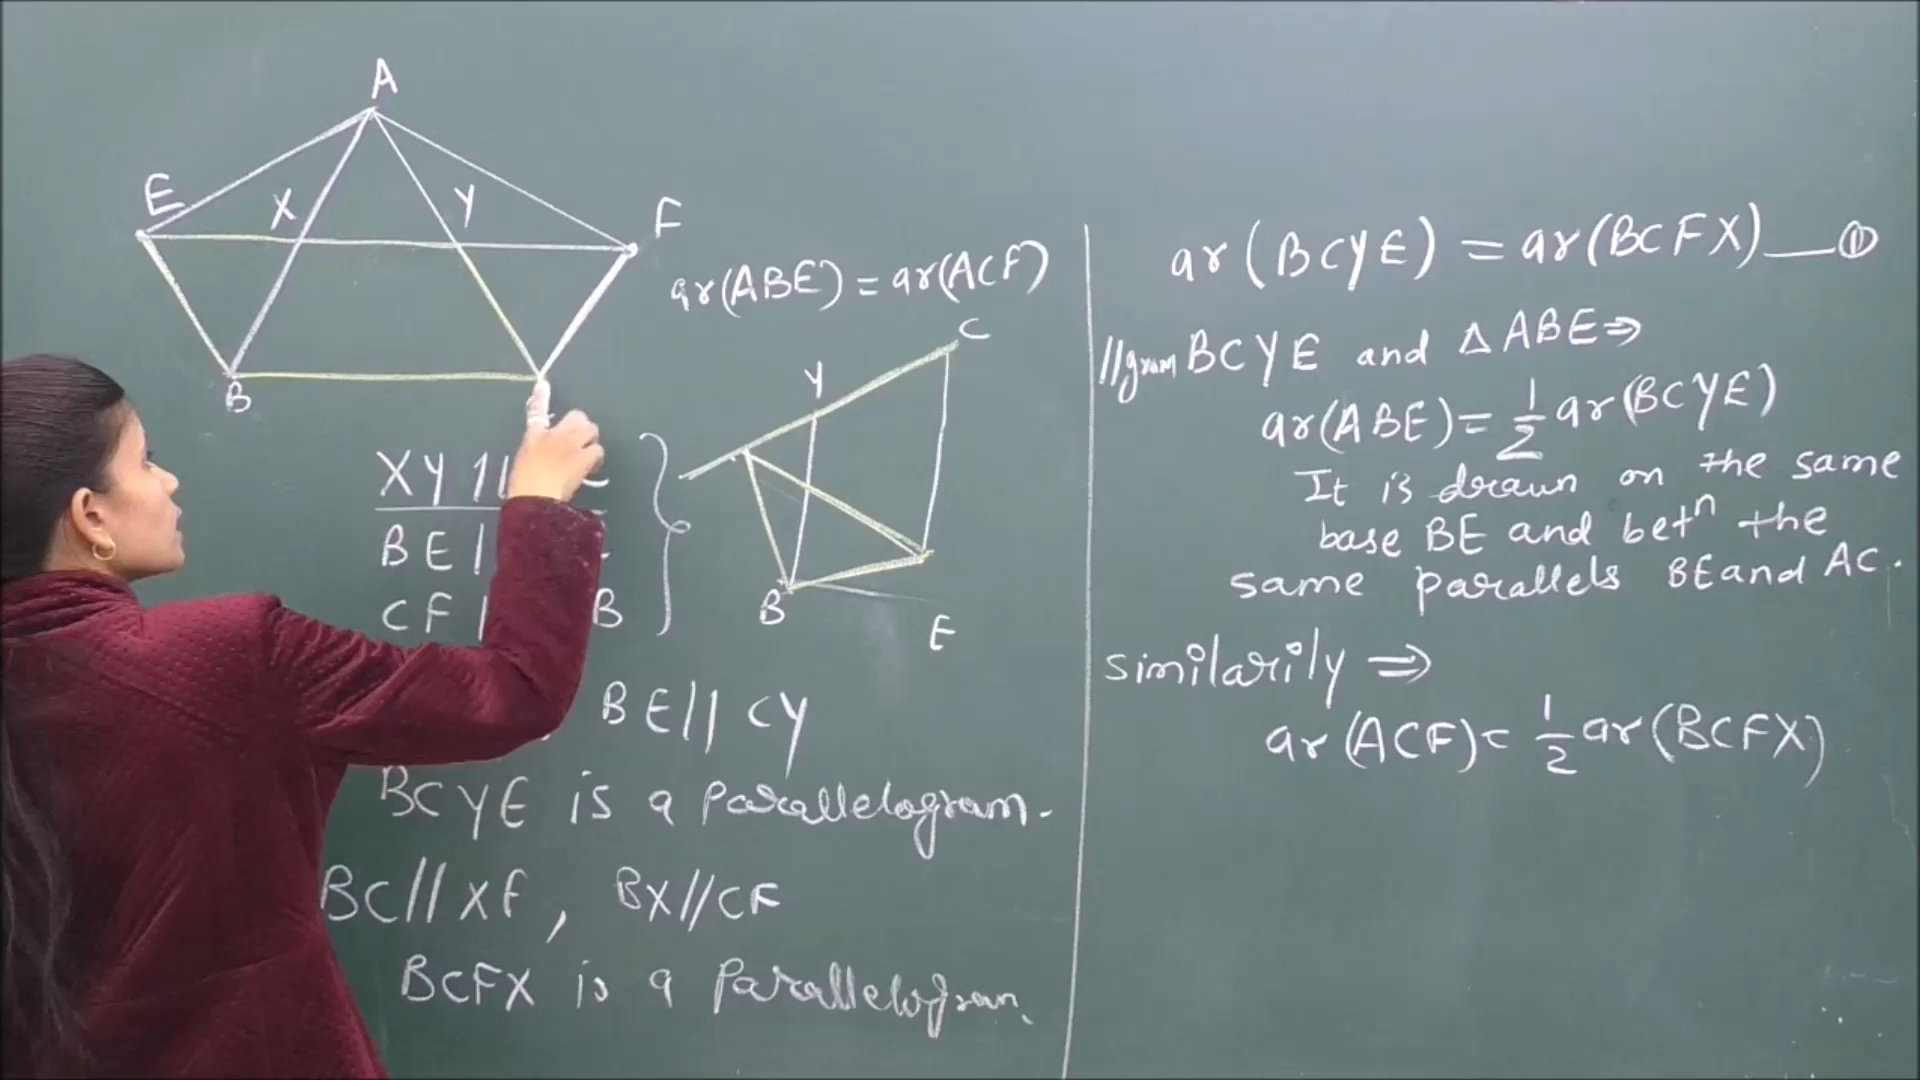 A
E
X
Y
F
B
ar(ABE) = ar(ACF)
C
Y
B
E
XY ||
BE |
CF | B
BE // CY
BCYE is a parallelogram.
BC // XF, BX // CF
BCFX is a parallelogram.
ar (BCYE) = ar (BCFX) — ①
//gram BCYE and △ ABE ⇒
ar (ABE) = 1/2 ar (BCYE)
It is drawn on the same
base BE and betⁿ the
same parallels BE and AC.
similarily ⇒
ar (ACF) = 1/2 ar (BCFX)